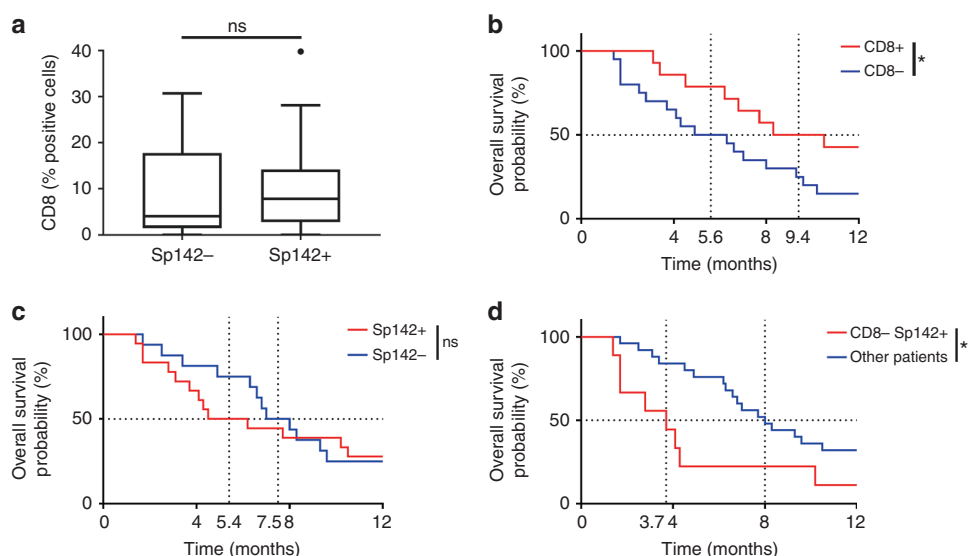 a
ns
40
30
20
10
0
CD8 (% positive cells)
Sp142–
Sp142+
b
100
50
0
Overall survival
probability (%)
CD8+
CD8–
*
0
4
5.6
8
9.4
12
Time (months)
c
100
50
0
Overall survival
probability (%)
Sp142+
Sp142–
ns
0
4
5.4
7.5
8
12
Time (months)
d
100
50
0
Overall survival
probability (%)
CD8– Sp142+
Other patients
*
0
3.7
4
8
12
Time (months)